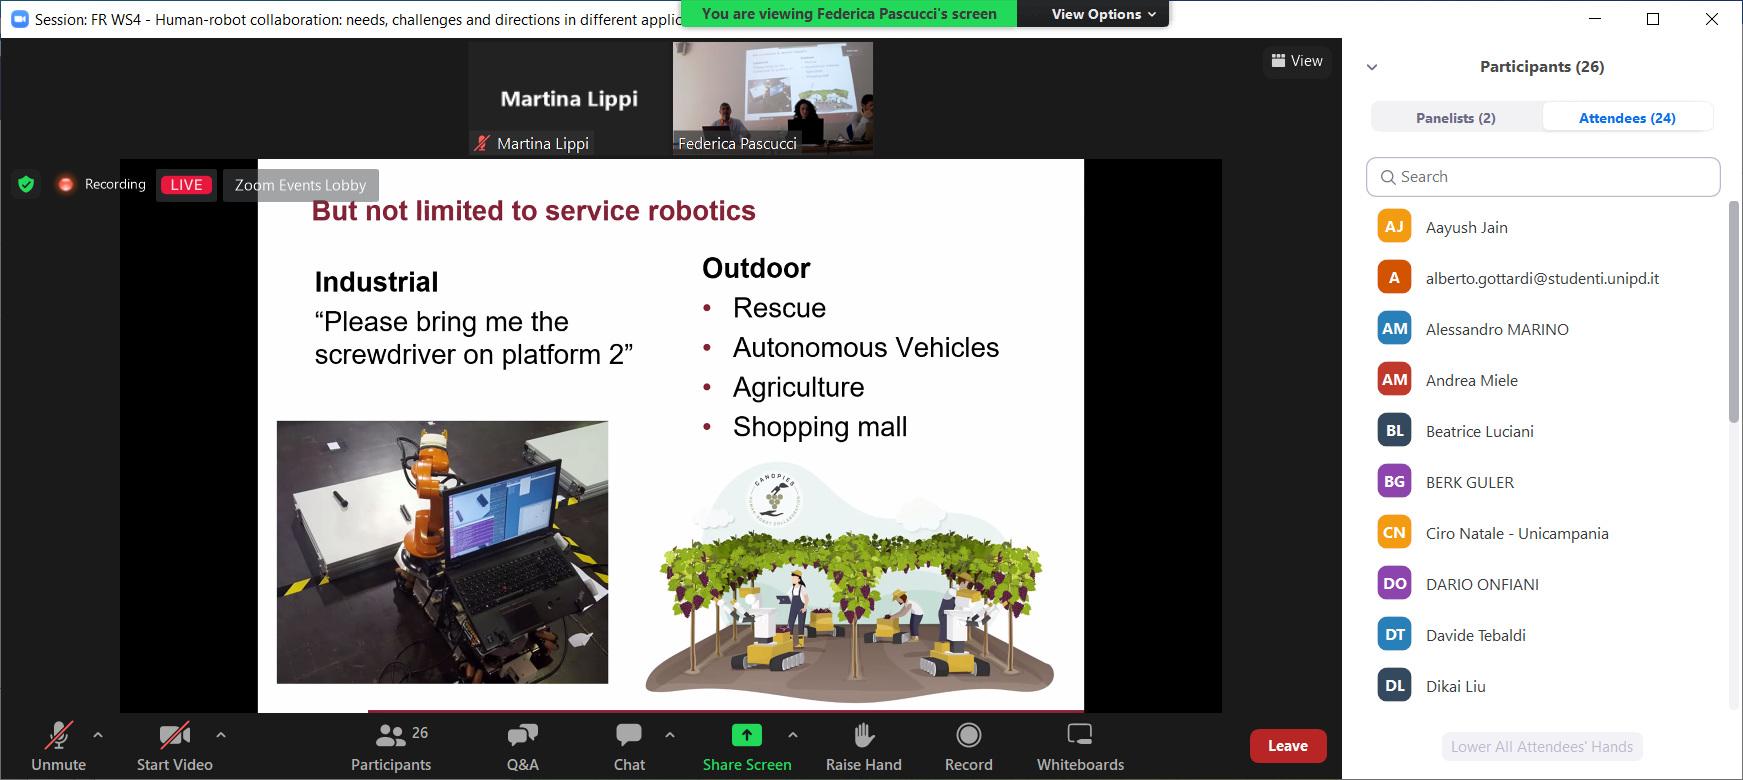 Session: FR WS4 - Human-robot collaboration: needs, challenges and directions in different applic
You are viewing Federica Pascucci's screen
View Options
Martina Lippi
Martina Lippi
Federica Pascucci
View
Recording
LIVE
Zoom Events Lobby
But not limited to service robotics
Industrial
“Please bring me the
screwdriver on platform 2”
Outdoor
• Rescue
• Autonomous Vehicles
• Agriculture
• Shopping mall
CANOPIES
Participants (26)
Panelists (2)
Attendees (24)
Search
AJ Aayush Jain
A alberto.gottardi@studenti.unipd.it
AM Alessandro MARINO
AM Andrea Miele
BL Beatrice Luciani
BG BERK GULER
CN Ciro Natale - Unicampania
DO DARIO ONFIANI
DT Davide Tebaldi
DL Dikai Liu
Lower All Attendees' Hands
Unmute
Start Video
26
Participants
Q&A
Chat
Share Screen
Raise Hand
Record
Whiteboards
Leave